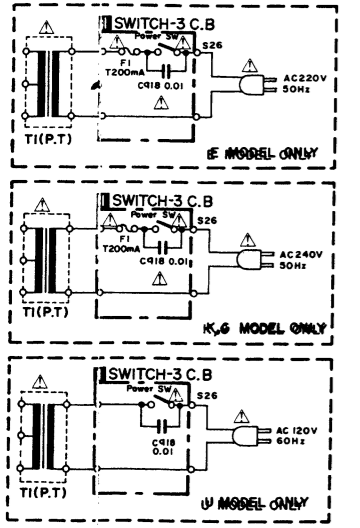 SWITCH-3 C.B
Power SW
S26
F1
T200mA
C918 0.01
AC220V
50Hz
T1(P.T)
E MODEL ONLY
SWITCH-3 C.B
Power SW
S26
F1
T200mA
C918 0.01
AC240V
50Hz
T1(P.T)
K,G MODEL ONLY
SWITCH-3 C.B
Power SW
S26
C918
0.01
AC 120V
60Hz
T1(P.T)
U MODEL ONLY